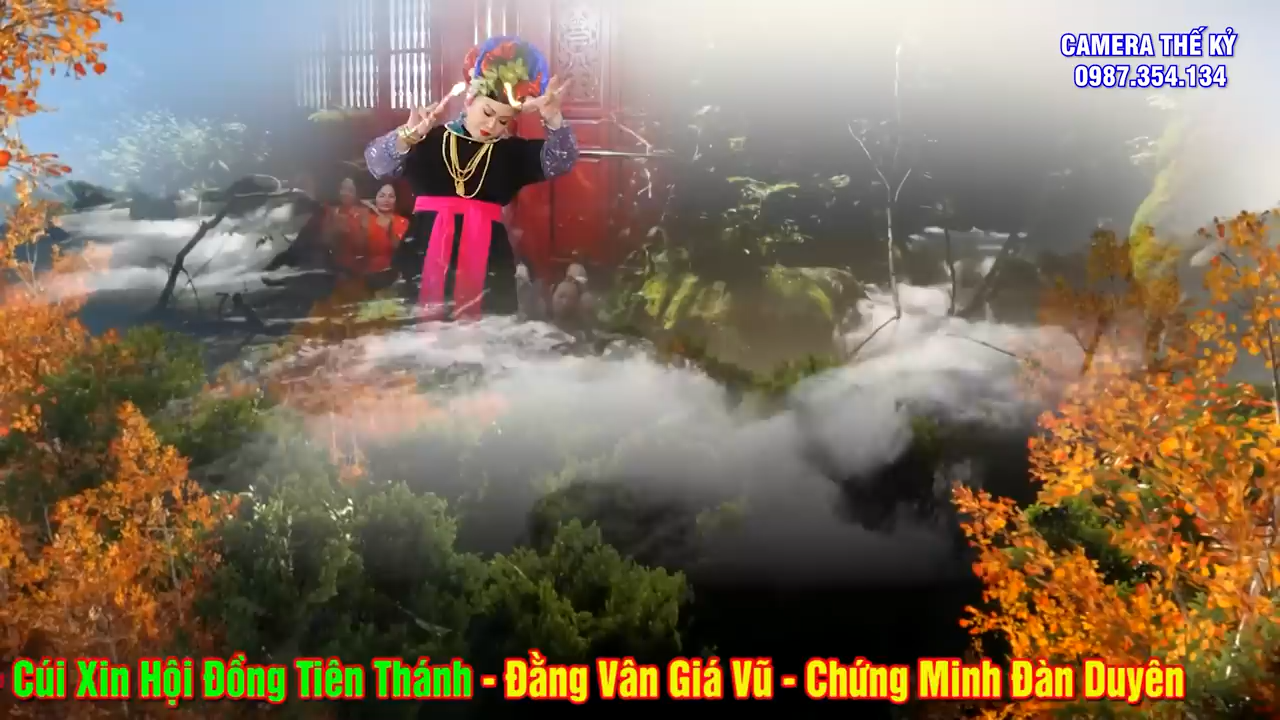 CAMERA THẾ KỶ
0987.354.134
Cúi Xin Hội Đồng Tiên Thánh - Đằng Vân Giá Vũ - Chứng Minh Đàn Duyên